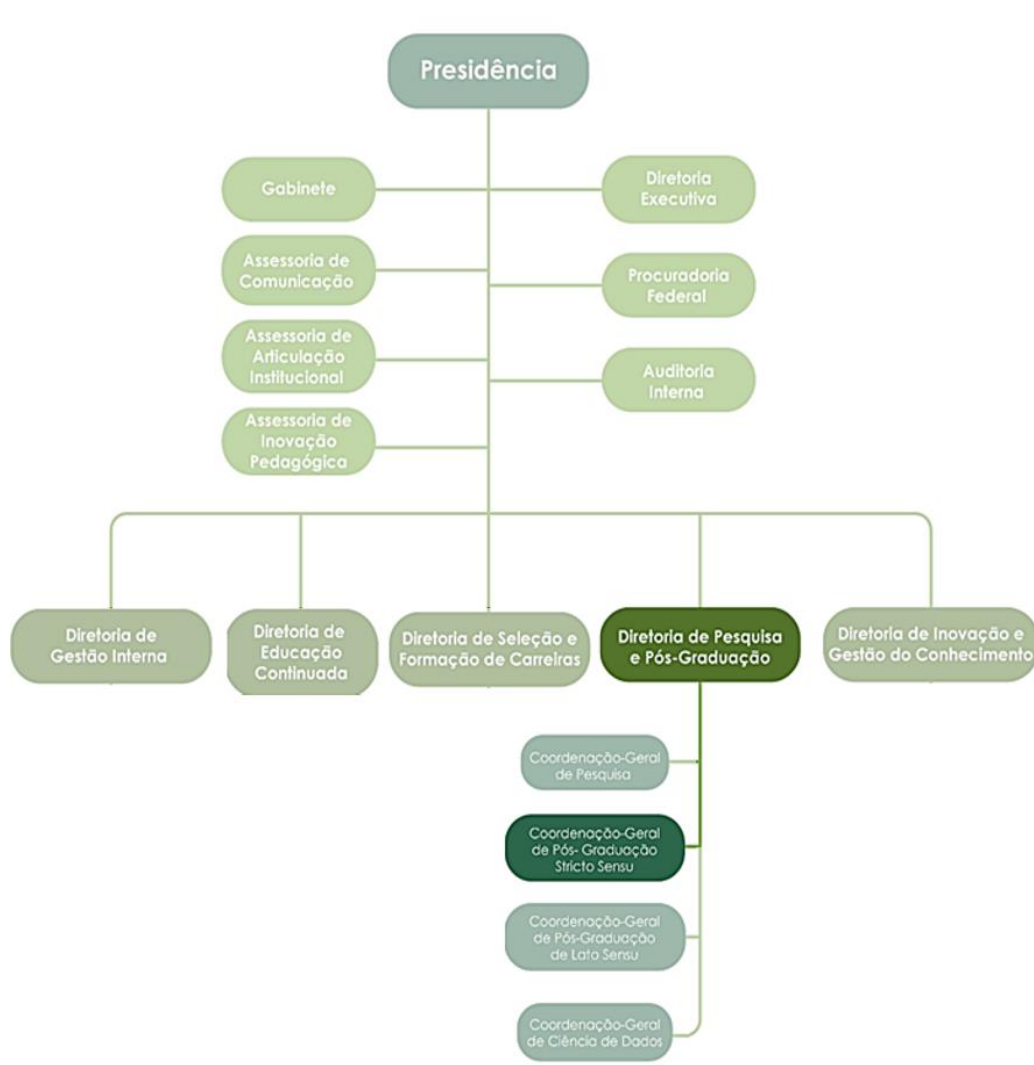 Presidência
Gabinete
Diretoria
Executiva
Assessoria de
Comunicação
Procuradoria
Federal
Assessoria de
Articulação
Institucional
Auditoria
Interna
Assessoria de
Inovação
Pedagógica
Diretoria de
Gestão Interna
Diretoria de
Educação
Continuada
Diretoria de Seleção e
Formação de Carreiras
Diretoria de Pesquisa
e Pós-Graduação
Diretoria de Inovação e
Gestão do Conhecimento
Coordenação-Geral
de Pesquisa
Coordenação-Geral
de Pós- Graduação
Stricto Sensu
Coordenação-Geral
de Pós-Graduação
de Lato Sensu
Coordenação-Geral
de Ciência de Dados